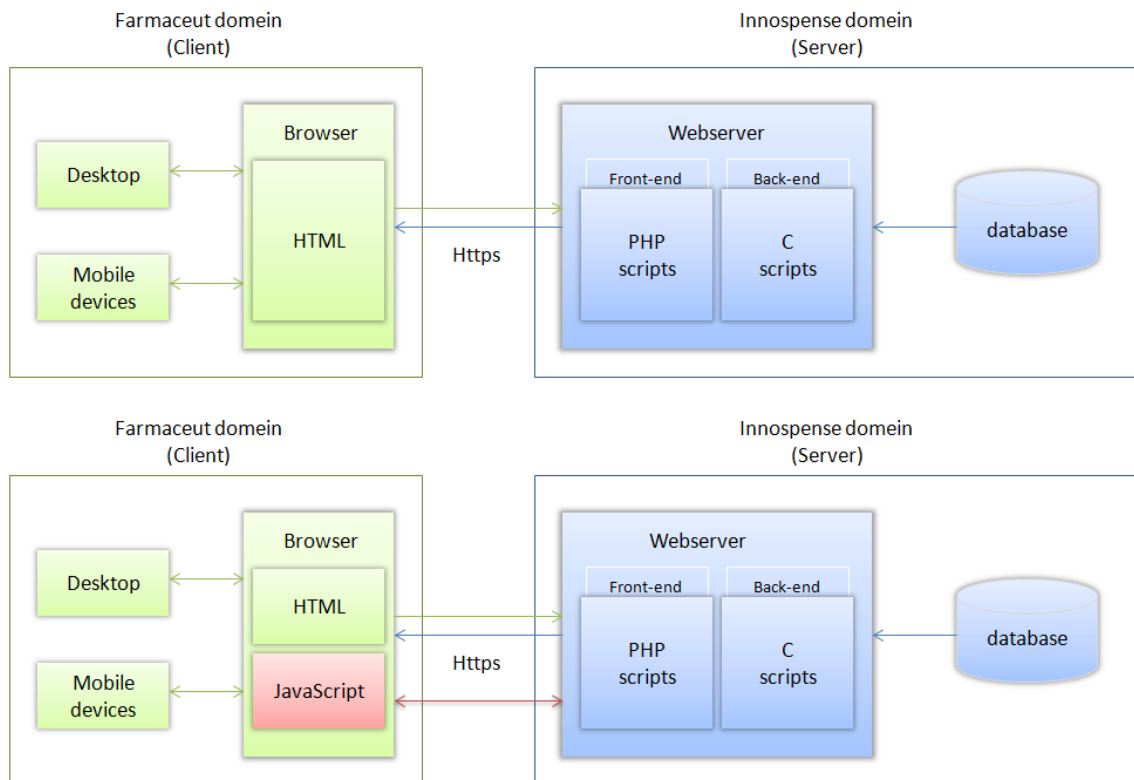 Farmaceut domein
(Client)
Innospense domein
(Server)
Browser
Webserver
Desktop
HTML
Front-end
Back-end
Mobile
devices
Https
PHP
scripts
C
scripts
database
Farmaceut domein
(Client)
Innospense domein
(Server)
Browser
Webserver
Desktop
HTML
Front-end
Back-end
Mobile
devices
JavaScript
Https
PHP
scripts
C
scripts
database